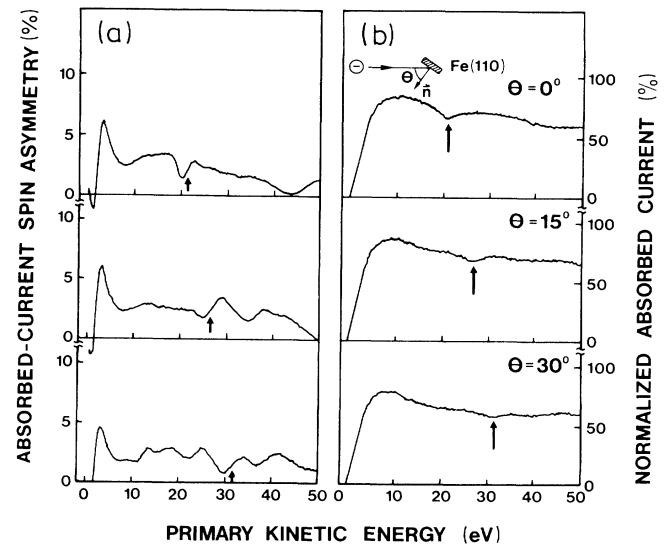 (a)
(b)
ABSORBED-CURRENT SPIN ASYMMETRY (%)
10
5
0
10
5
0
10
5
0
0 10 20 30 40 50
⊖
Θ
n⃗
Fe(110)
Θ=0°
Θ=15°
Θ=30°
100
50
0
100
50
0
100
50
0
0 10 20 30 40 50
NORMALIZED ABSORBED CURRENT (%)
PRIMARY KINETIC ENERGY (eV)